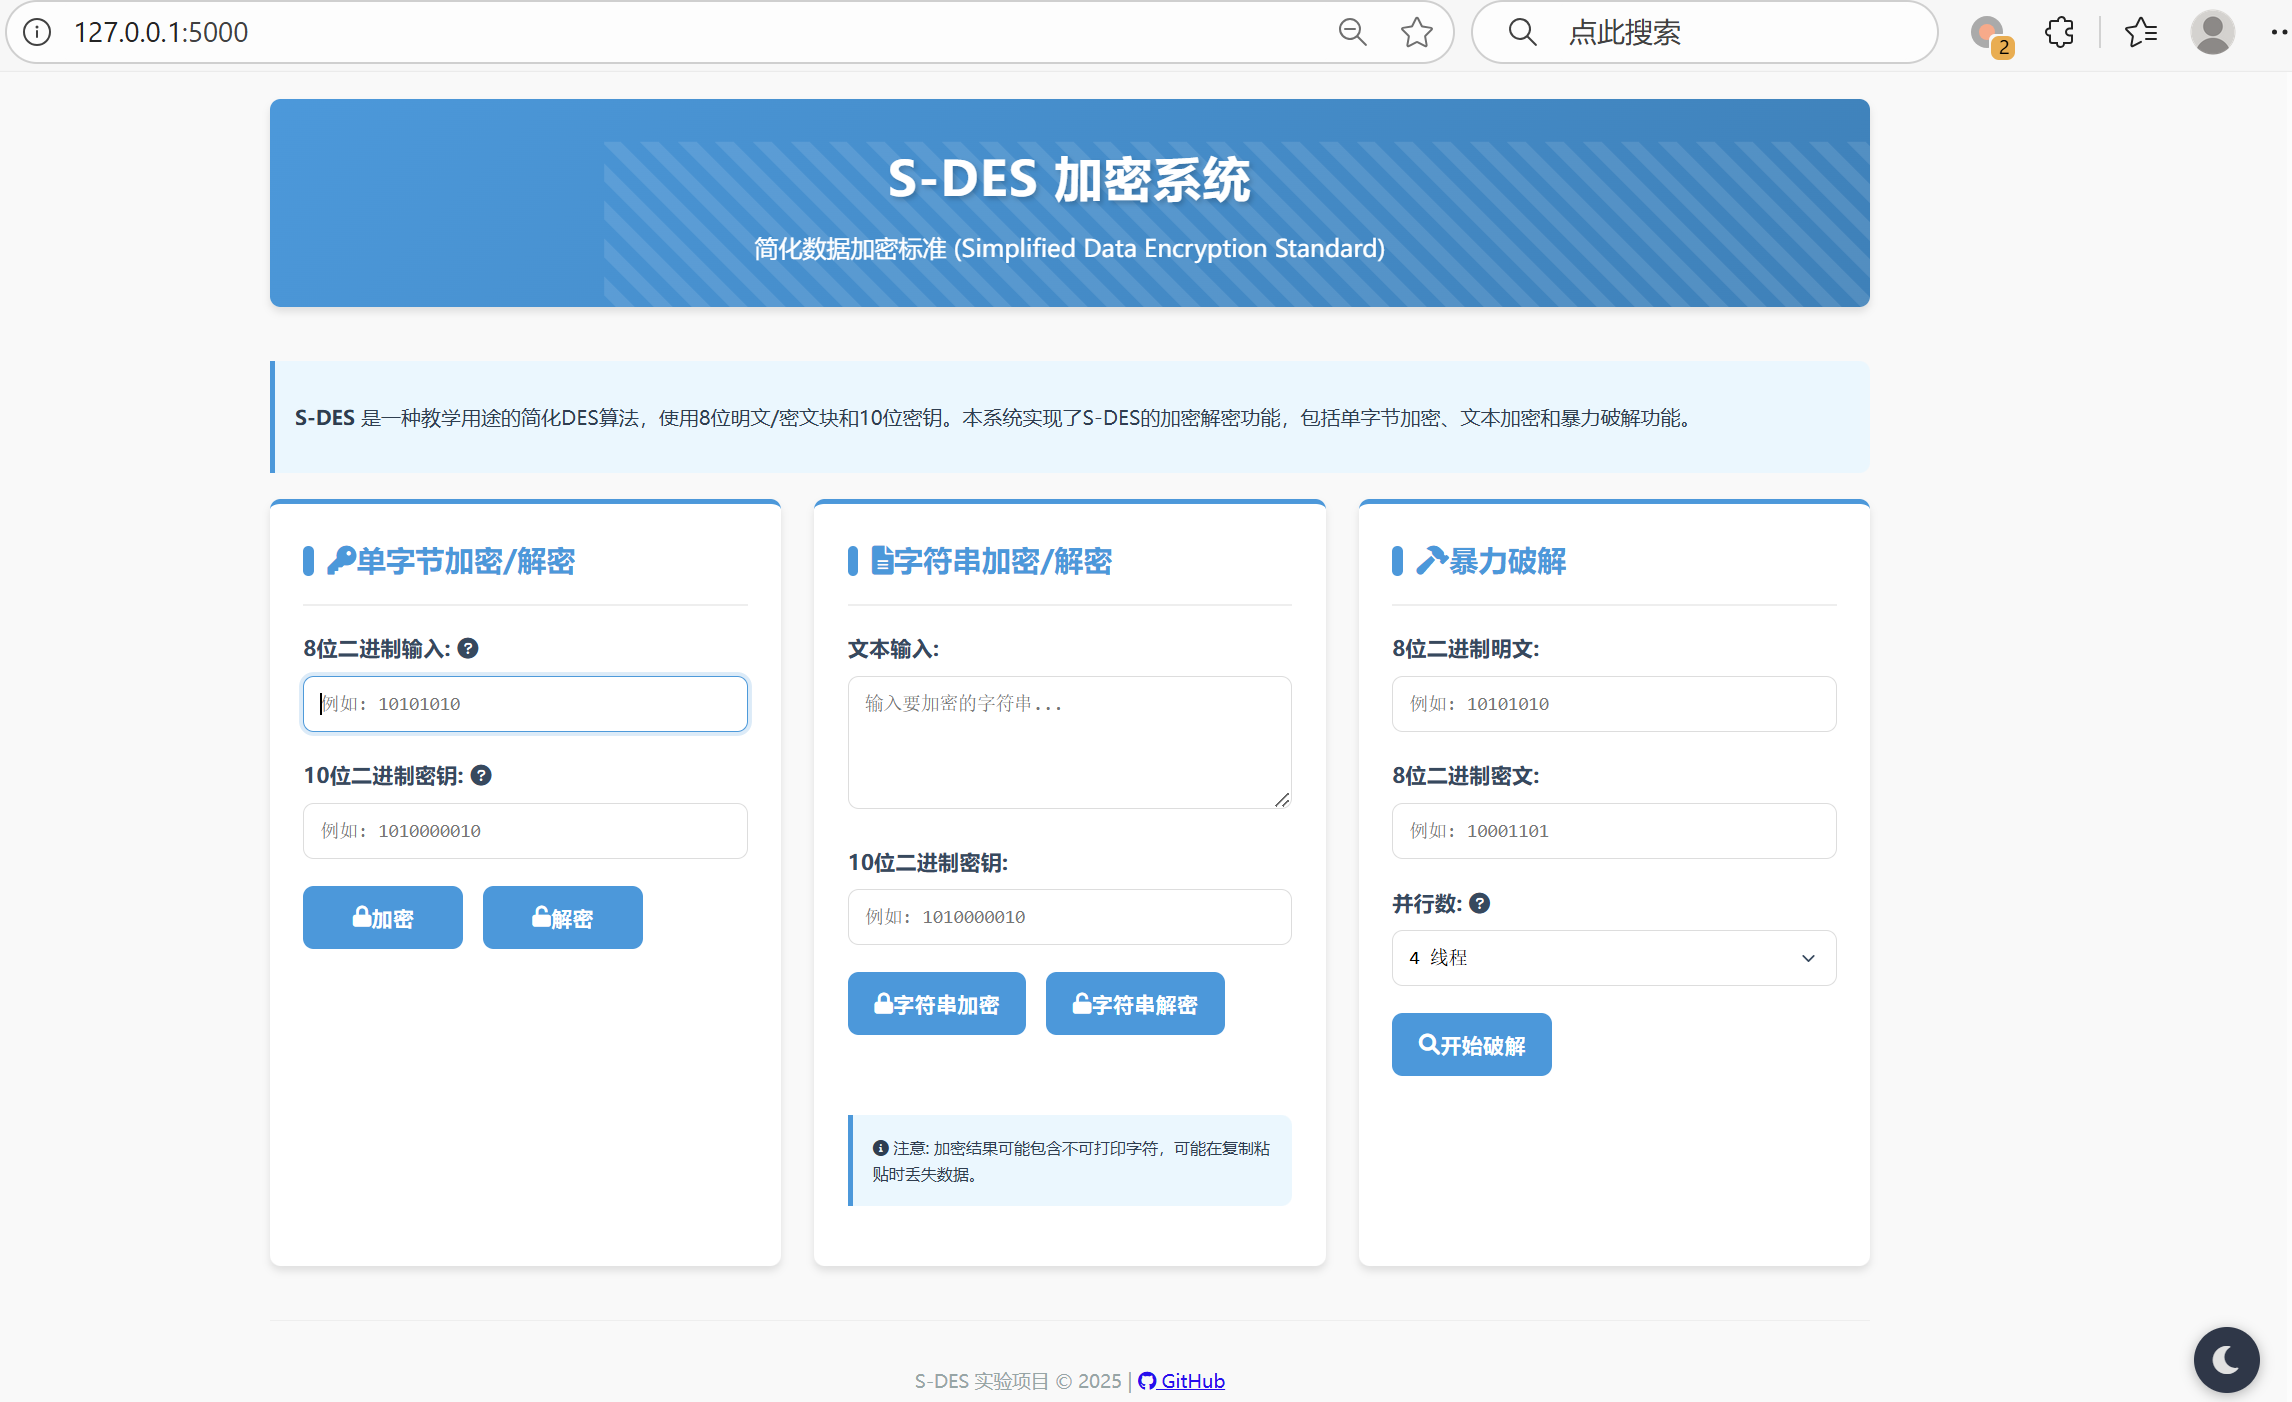 127.0.0.1:5000
点此搜索
2
S-DES 加密系统
简化数据加密标准 (Simplified Data Encryption Standard)
S-DES 是一种教学用途的简化DES算法，使用8位明文/密文块和10位密钥。本系统实现了S-DES的加密解密功能，包括单字节加密、文本加密和暴力破解功能。
单字节加密/解密
8位二进制输入:
例如: 10101010
10位二进制密钥:
例如: 1010000010
加密
解密
字符串加密/解密
文本输入:
输入要加密的字符串...
10位二进制密钥:
例如: 1010000010
字符串加密
字符串解密
注意: 加密结果可能包含不可打印字符，可能在复制粘
贴时丢失数据。
暴力破解
8位二进制明文:
例如: 10101010
8位二进制密文:
例如: 10001101
并行数:
4 线程
开始破解
S-DES 实验项目 © 2025 | GitHub